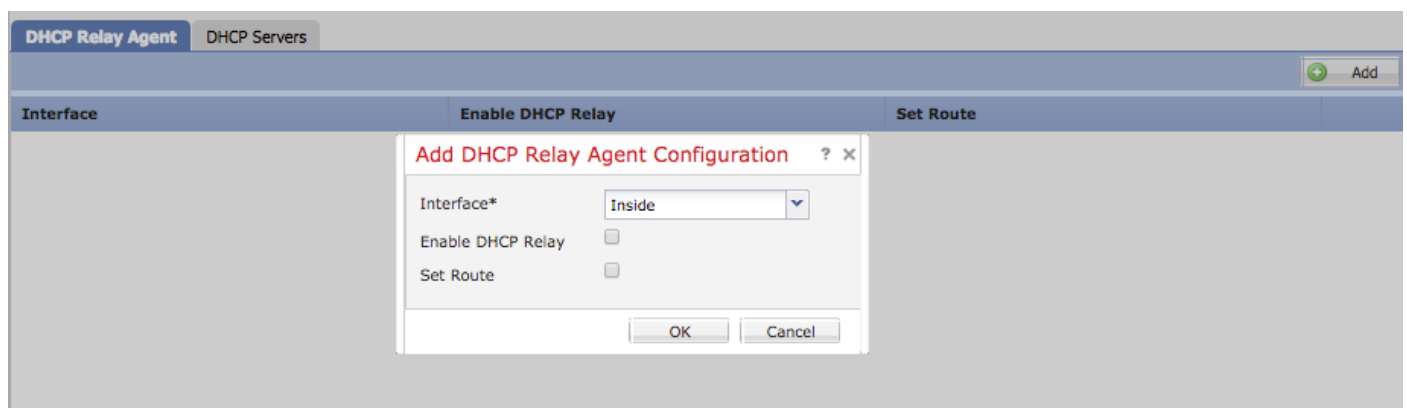 DHCP Relay Agent DHCP Servers
Add
Interface Enable DHCP Relay Set Route
Add DHCP Relay Agent Configuration ? ×
Interface* Inside
Enable DHCP Relay
Set Route
OK Cancel